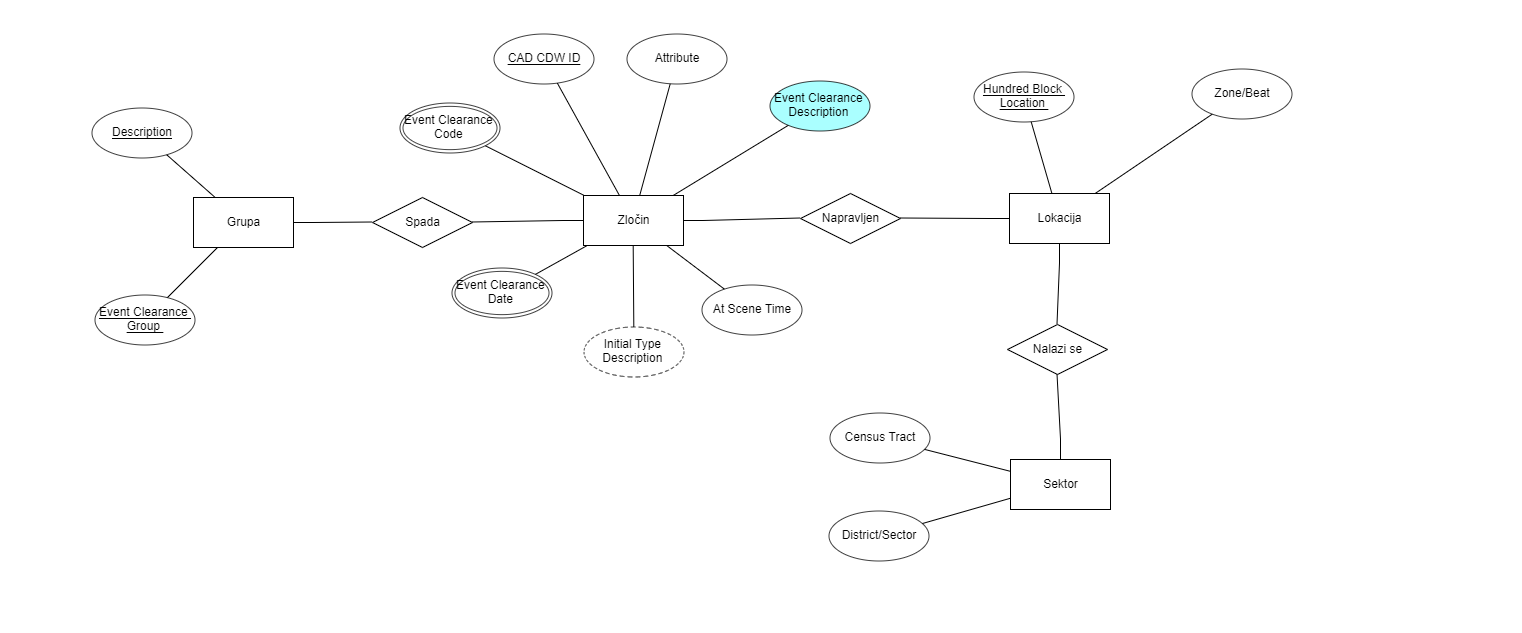 CAD CDW ID
Attribute
Event Clearance
Description
Hundred Block
Location
Zone/Beat
Event Clearance
Code
Description
Grupa
Spada
Zločin
Napravljen
Lokacija
Event Clearance
Group
Event Clearance
Date
At Scene Time
Initial Type
Description
Nalazi se
Census Tract
Sektor
District/Sector